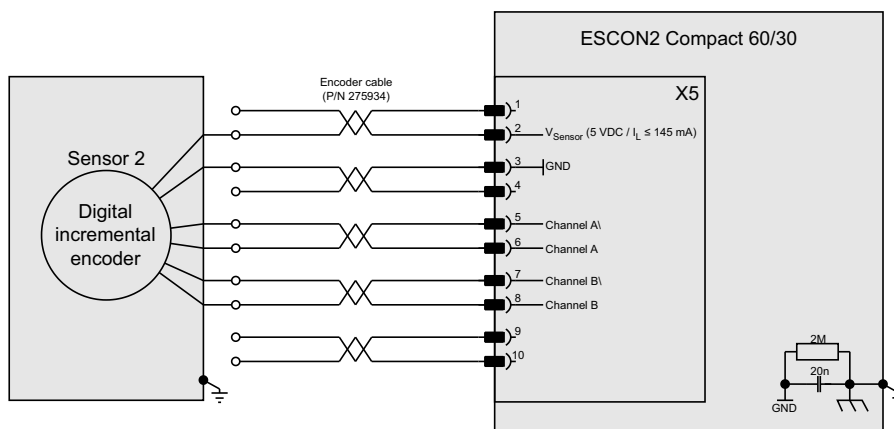 ESCON2 Compact 60/30
Encoder cable
(P/N 275934)
X5
1
2
V Sensor (5 VDC / IL ≤ 145 mA)
Sensor 2
3
GND
4
Digital
incremental
encoder
5
Channel A\
6
Channel A
7
Channel B\
8
Channel B
9
10
2M
20n
GND